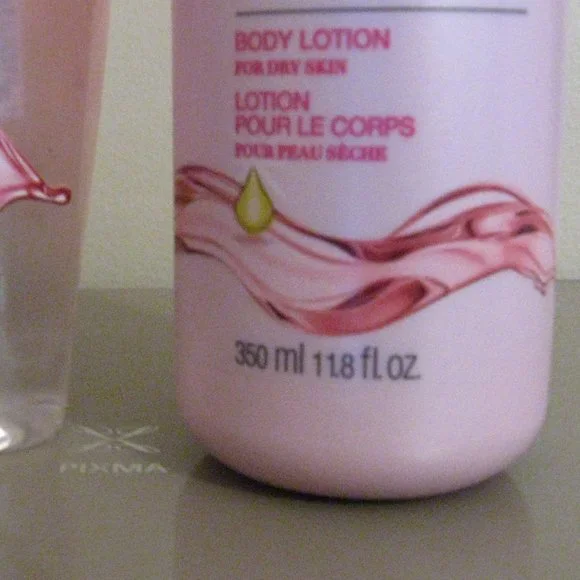 BODY LOTION
FOR DRY SKIN
LOTION
POUR LE CORPS
POUR PEAU SÈCHE
350 ml 11.8 fl. oz.
PIXMA